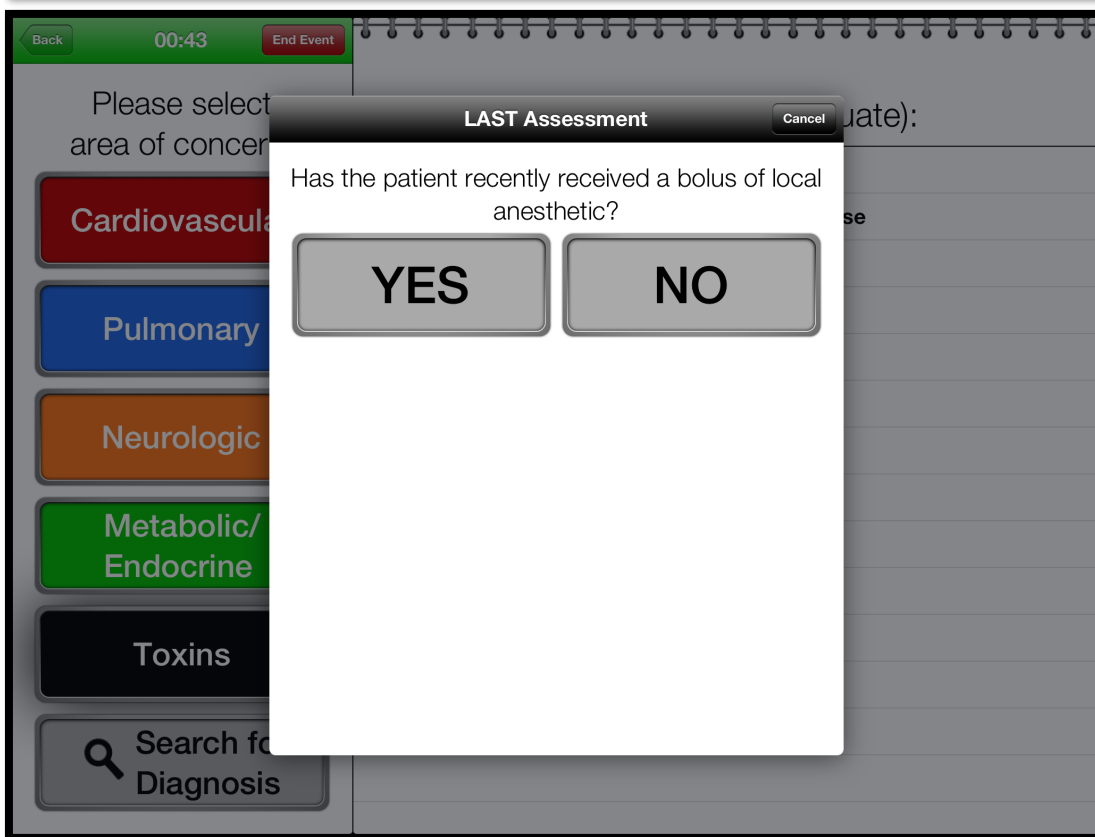 Back
00:43
End Event
Please select
area of concer
Cardiovascula
Pulmonary
Neurologic
Metabolic/
Endocrine
Toxins
Search fo
Diagnosis
LAST Assessment
Cancel
Has the patient recently received a bolus of local
anesthetic?
YES
NO
uate):
se